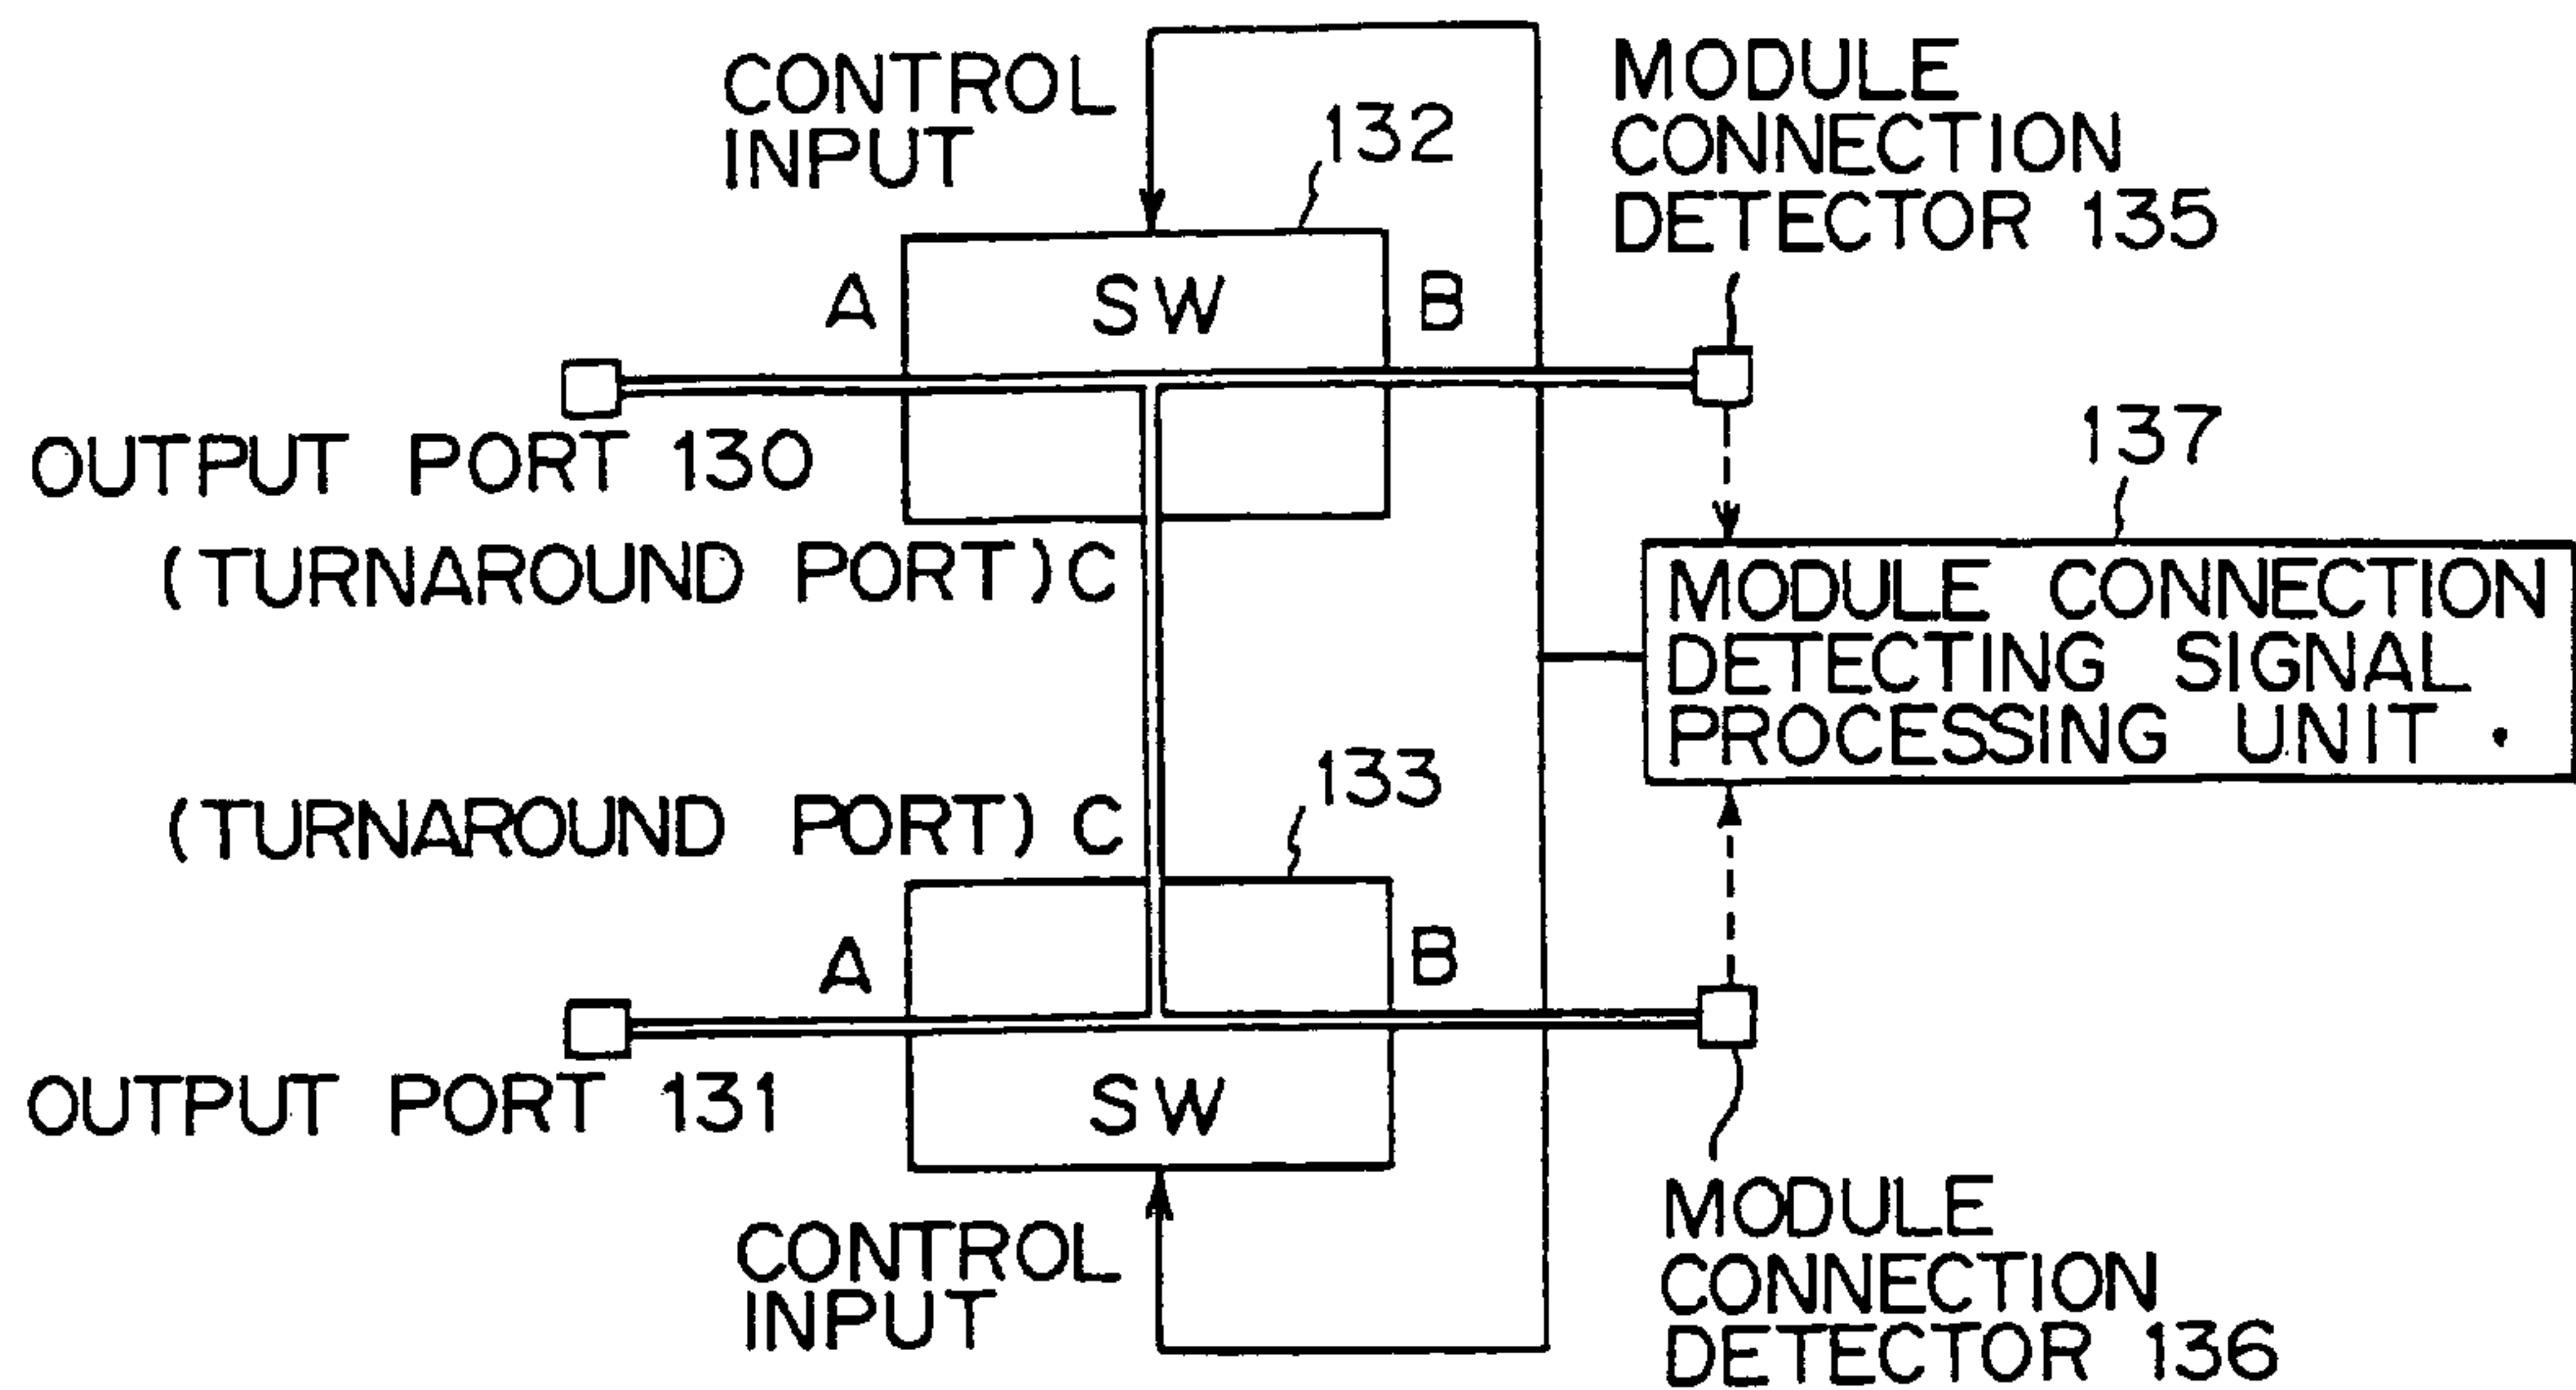 CONTROL
INPUT
132
MODULE
CONNECTION
DETECTOR 135
A
SW
B
OUTPUT PORT 130
137
(TURNAROUND PORT) C
MODULE CONNECTION
DETECTING SIGNAL
PROCESSING UNIT
(TURNAROUND PORT) C
133
A
B
OUTPUT PORT 131
SW
CONTROL
INPUT
MODULE
CONNECTION
DETECTOR 136